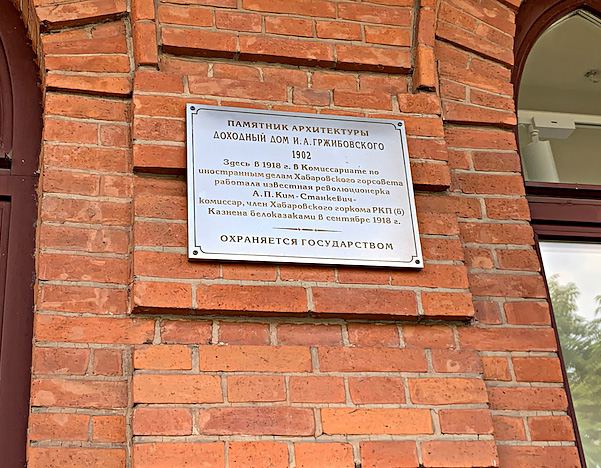 ПАМЯТНИК АРХИТЕКТУРЫ
ДОХОДНЫЙ ДОМ И.А.ГРЖИБОВСКОГО
1902
Здесь в 1918 г. в Комиссариате по
иностранным делам Хабаровского горсовета
работала известная революционерка
А.П.Ким-Станкевич-
комиссар, член Хабаровского горкома РКП (б)
Казнена белоказаками в сентябре 1918 г.
ОХРАНЯЕТСЯ ГОСУДАРСТВОМ